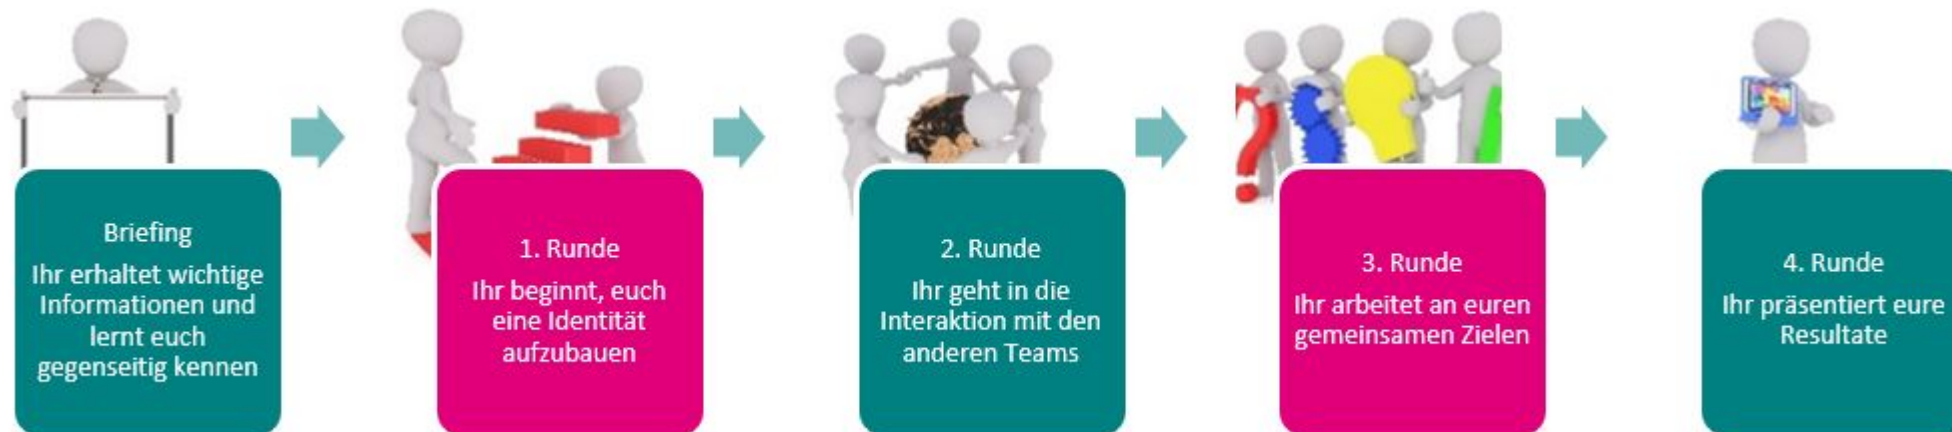 Briefing
Ihr erhaltet wichtige
Informationen und
lernt euch
gegenseitig kennen
1. Runde
Ihr beginnt, euch
eine Identität
aufzubauen
2. Runde
Ihr geht in die
Interaktion mit den
anderen Teams
3. Runde
Ihr arbeitet an euren
gemeinsamen Zielen
4. Runde
Ihr präsentiert eure
Resultate